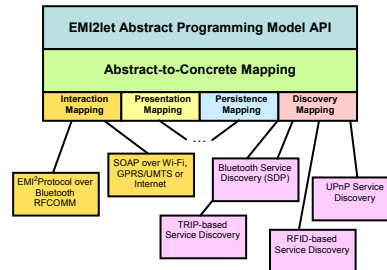 EMI2let Abstract Programming Model API
Abstract-to-Concrete Mapping
Interaction
Mapping
Presentation
Mapping
Persistence
Mapping
Discovery
Mapping
...
EMI²Protocol over
Bluetooth
RFCOMM
SOAP over Wi-Fi,
GPRS/UMTS or
Internet
Bluetooth Service
Discovery (SDP)
UPnP Service
Discovery
TRIP-based
Service Discovery
RFID-based
Service Discovery